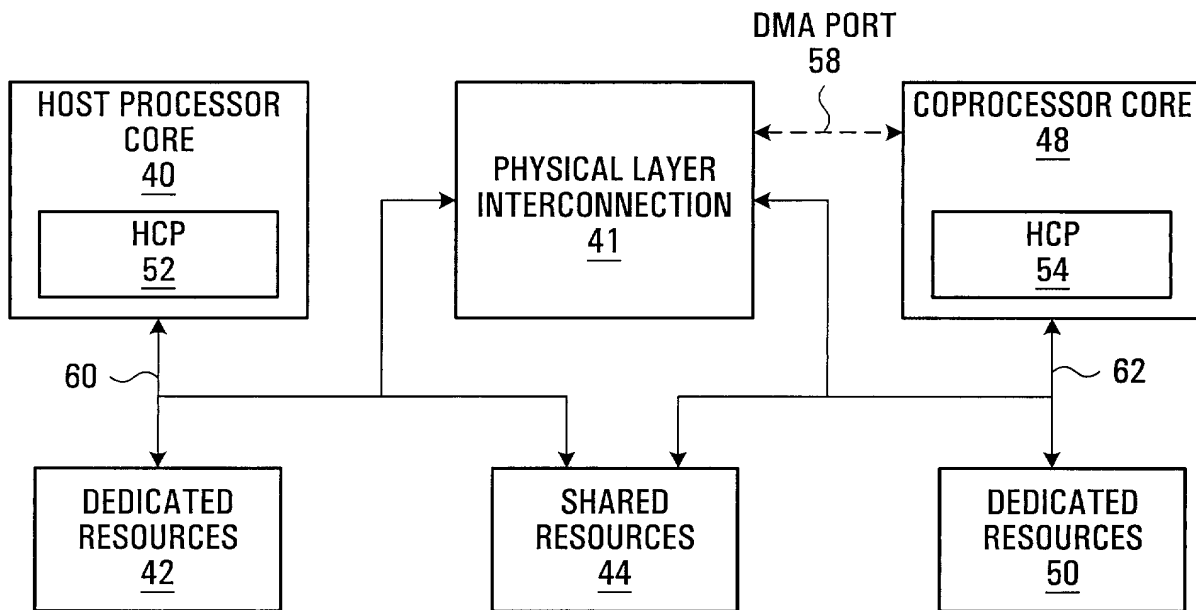 DMA PORT
58
HOST PROCESSOR
CORE
40
HCP
52
PHYSICAL LAYER
INTERCONNECTION
41
COPROCESSOR CORE
48
HCP
54
60
62
DEDICATED
RESOURCES
42
SHARED
RESOURCES
44
DEDICATED
RESOURCES
50